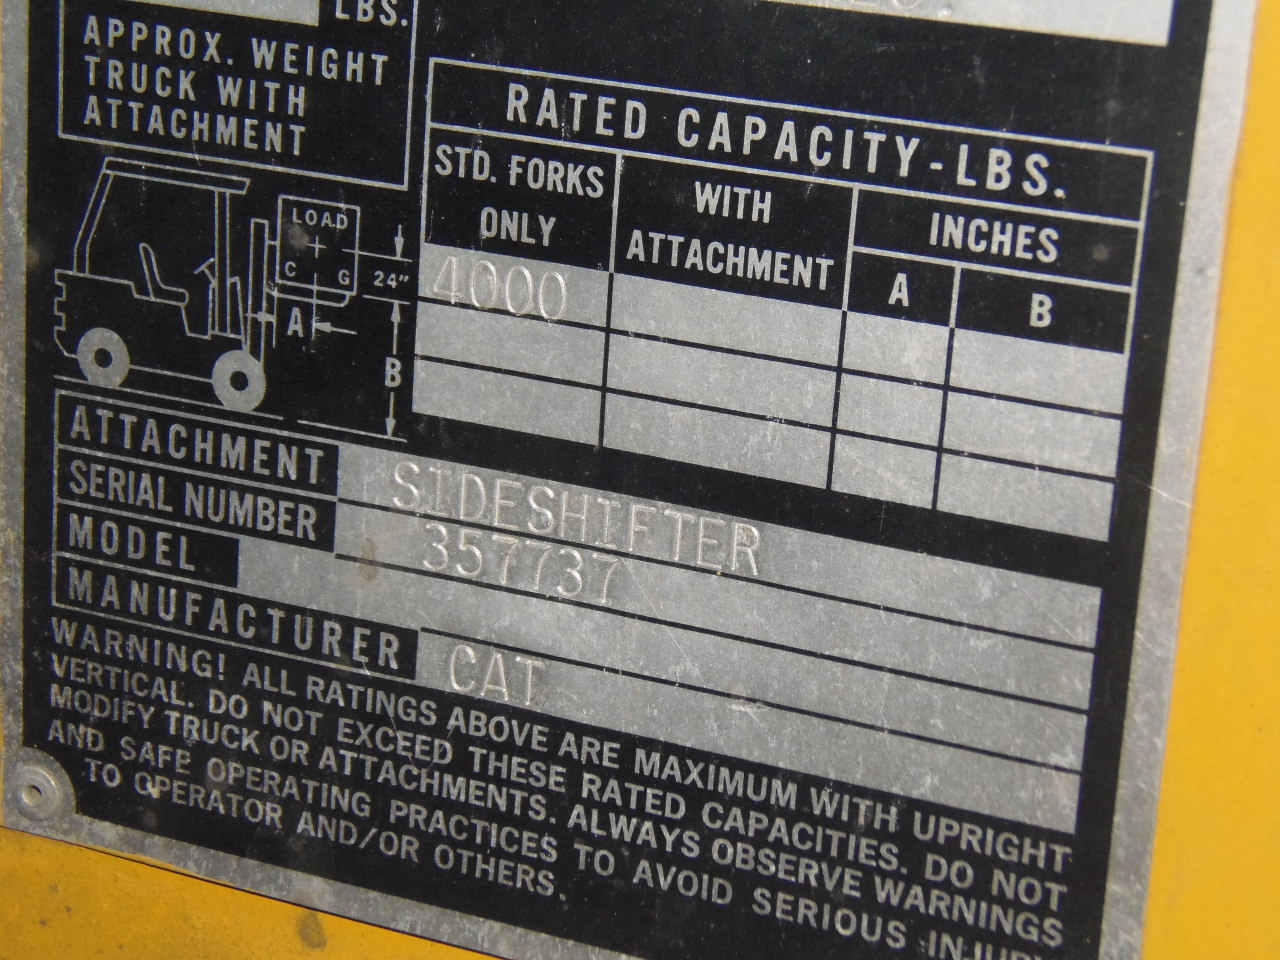 LBS.
APPROX. WEIGHT
TRUCK WITH
ATTACHMENT
RATED CAPACITY-LBS.
STD. FORKS
ONLY
WITH
ATTACHMENT
INCHES
A
B
4000
LOAD
C G
24"
A
B
ATTACHMENT SIDESHIFTER
SERIAL NUMBER 357737
MODEL
MANUFACTURER CAT
WARNING! ALL RATINGS ABOVE ARE MAXIMUM WITH UPRIGHT
VERTICAL. DO NOT EXCEED THESE RATED CAPACITIES. DO NOT
MODIFY TRUCK OR ATTACHMENTS. ALWAYS OBSERVE WARNINGS
AND SAFE OPERATING PRACTICES TO AVOID SERIOUS INJURY
TO OPERATOR AND/OR OTHERS.